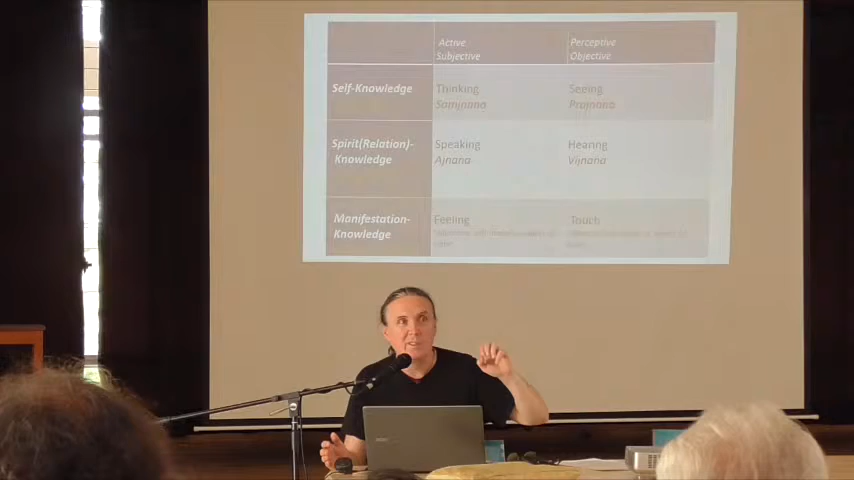 Active
Subjective
Perceptive
Objective
Self-Knowledge
Thinking
Samjnana
Seeing
Prajnana
Spirit(Relation)-
Knowledge
Speaking
Ajnana
Hearing
Vijnana
Manifestation-
Knowledge
Feeling
Touch